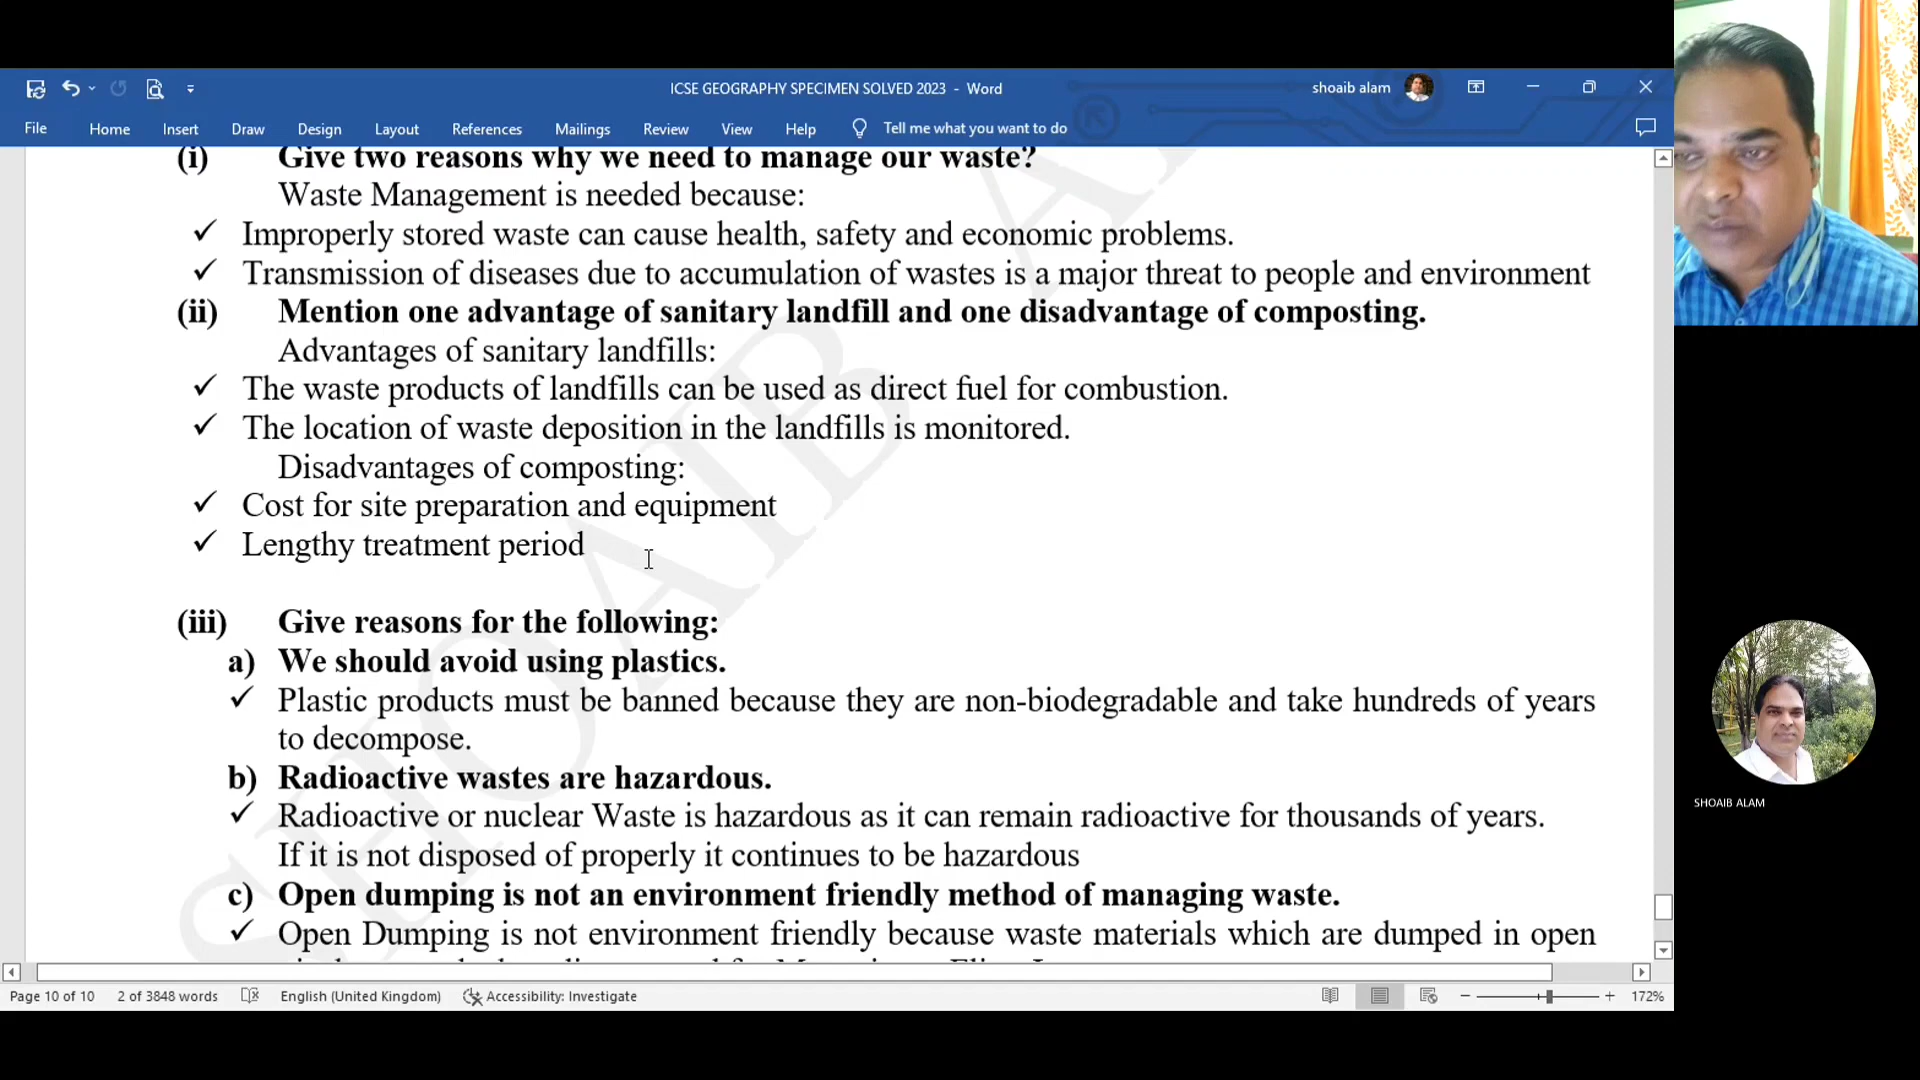 ICSE GEOGRAPHY SPECIMEN SOLVED 2023 - Word
shoaib alam
File Home Insert Draw Design Layout References Mailings Review View Help Tell me what you want to do
(i) Give two reasons why we need to manage our waste?
Waste Management is needed because:
✓ Improperly stored waste can cause health, safety and economic problems.
✓ Transmission of diseases due to accumulation of wastes is a major threat to people and environment
(ii) Mention one advantage of sanitary landfill and one disadvantage of composting.
Advantages of sanitary landfills:
✓ The waste products of landfills can be used as direct fuel for combustion.
✓ The location of waste deposition in the landfills is monitored.
Disadvantages of composting:
✓ Cost for site preparation and equipment
✓ Lengthy treatment period
(iii) Give reasons for the following:
a) We should avoid using plastics.
✓ Plastic products must be banned because they are non-biodegradable and take hundreds of years
to decompose.
b) Radioactive wastes are hazardous.
✓ Radioactive or nuclear Waste is hazardous as it can remain radioactive for thousands of years.
If it is not disposed of properly it continues to be hazardous
c) Open dumping is not an environment friendly method of managing waste.
✓ Open Dumping is not environment friendly because waste materials which are dumped in open
SHOAIB A
SHOAIB ALAM
Page 10 of 10 2 of 3848 words English (United Kingdom) Accessibility: Investigate 172%